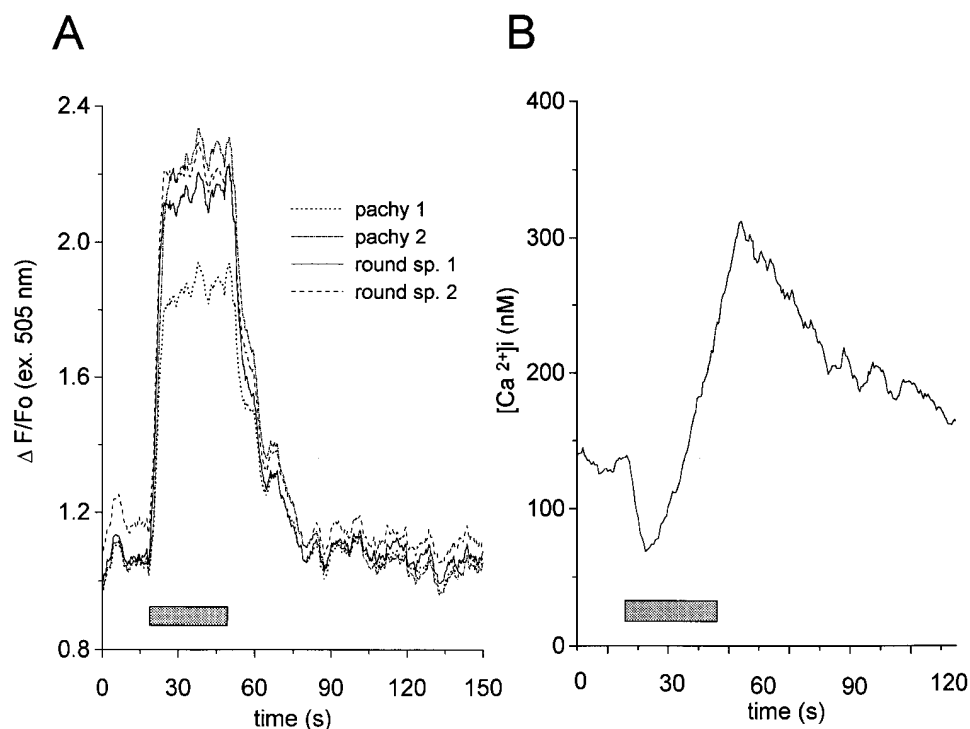 A
Δ F/Fo (ex. 505 nm)
2.4
2.0
1.6
1.2
0.8
pachy 1
pachy 2
round sp. 1
round sp. 2
0 30 60 90 120 150
time (s)
B
[Ca 2+]i (nM)
400
300
200
100
0
0 30 60 90 120
time (s)